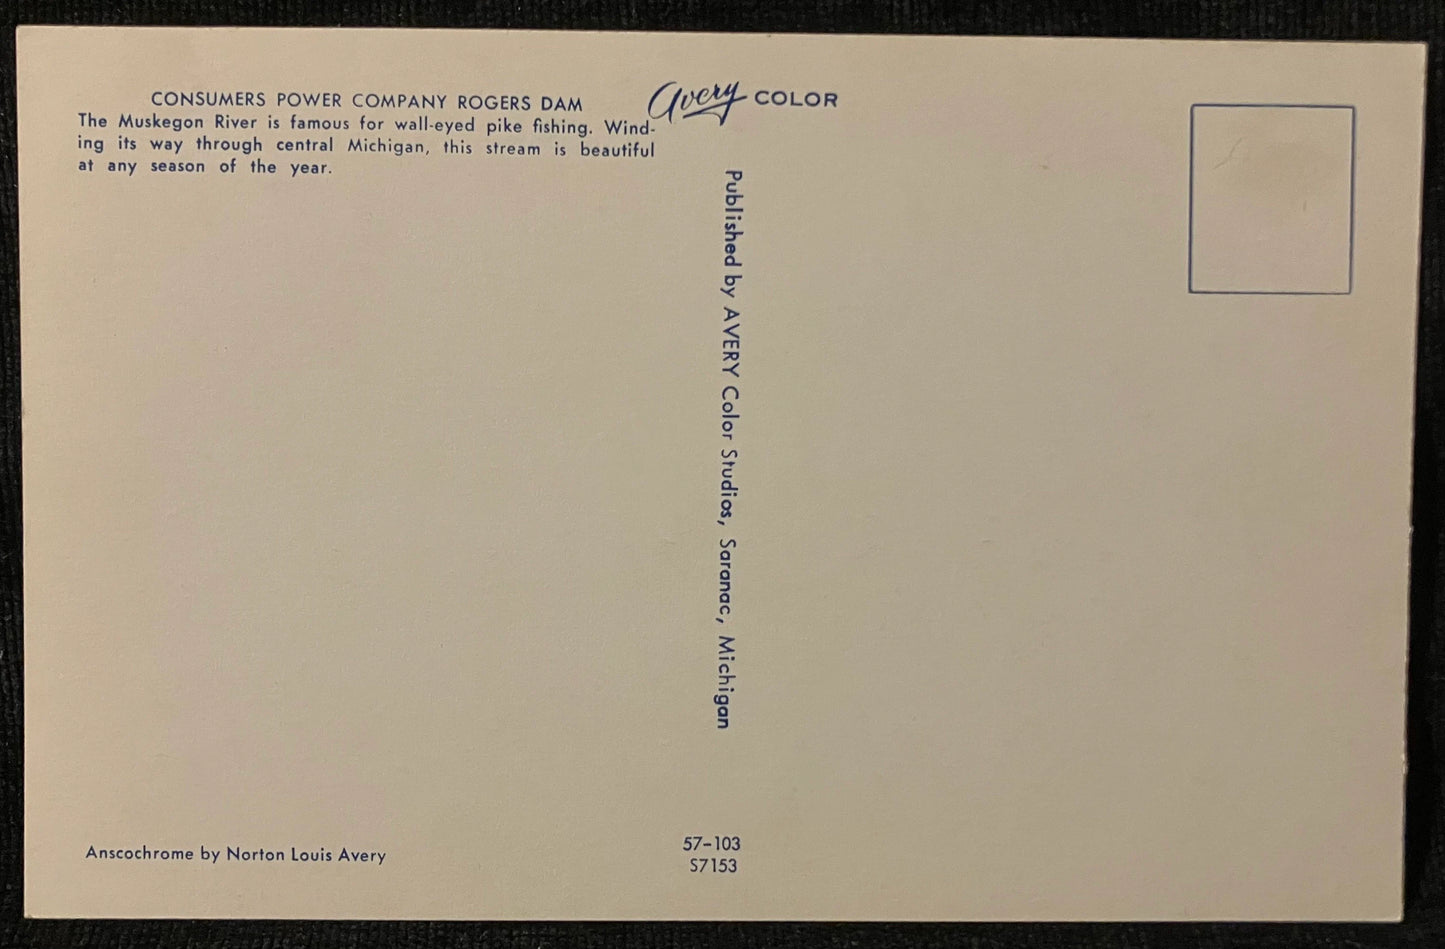 CONSUMERS POWER COMPANY ROGERS DAM
The Muskegon River is famous for wall-eyed pike fishing. Wind-
ing its way through central Michigan, this stream is beautiful
at any season of the year.
Avery COLOR
Published by AVERY Color Studios, Saranac, Michigan
Anscochrome by Norton Louis Avery
57-103
S7153